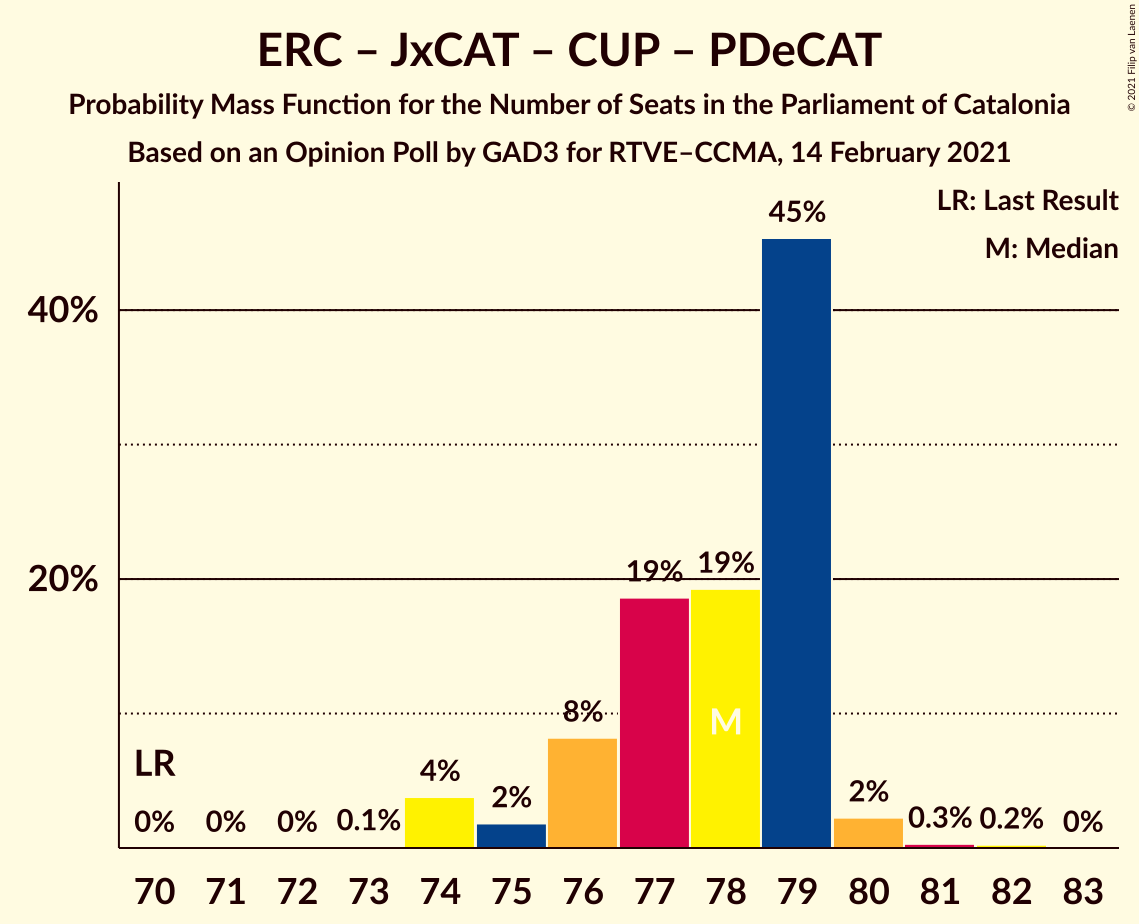 ERC – JxCAT – CUP – PDeCAT
Probability Mass Function for the Number of Seats in the Parliament of Catalonia
Based on an Opinion Poll by GAD3 for RTVE–CCMA, 14 February 2021
© 2021 Filip van Laenen
LR: Last Result
M: Median
45%
40%
20%
19%
19%
8%
M
LR
4%
2%
2%
0%
0%
0%
0.1%
0.3%
0.2%
0%
70 71 72 73 74 75 76 77 78 79 80 81 82 83